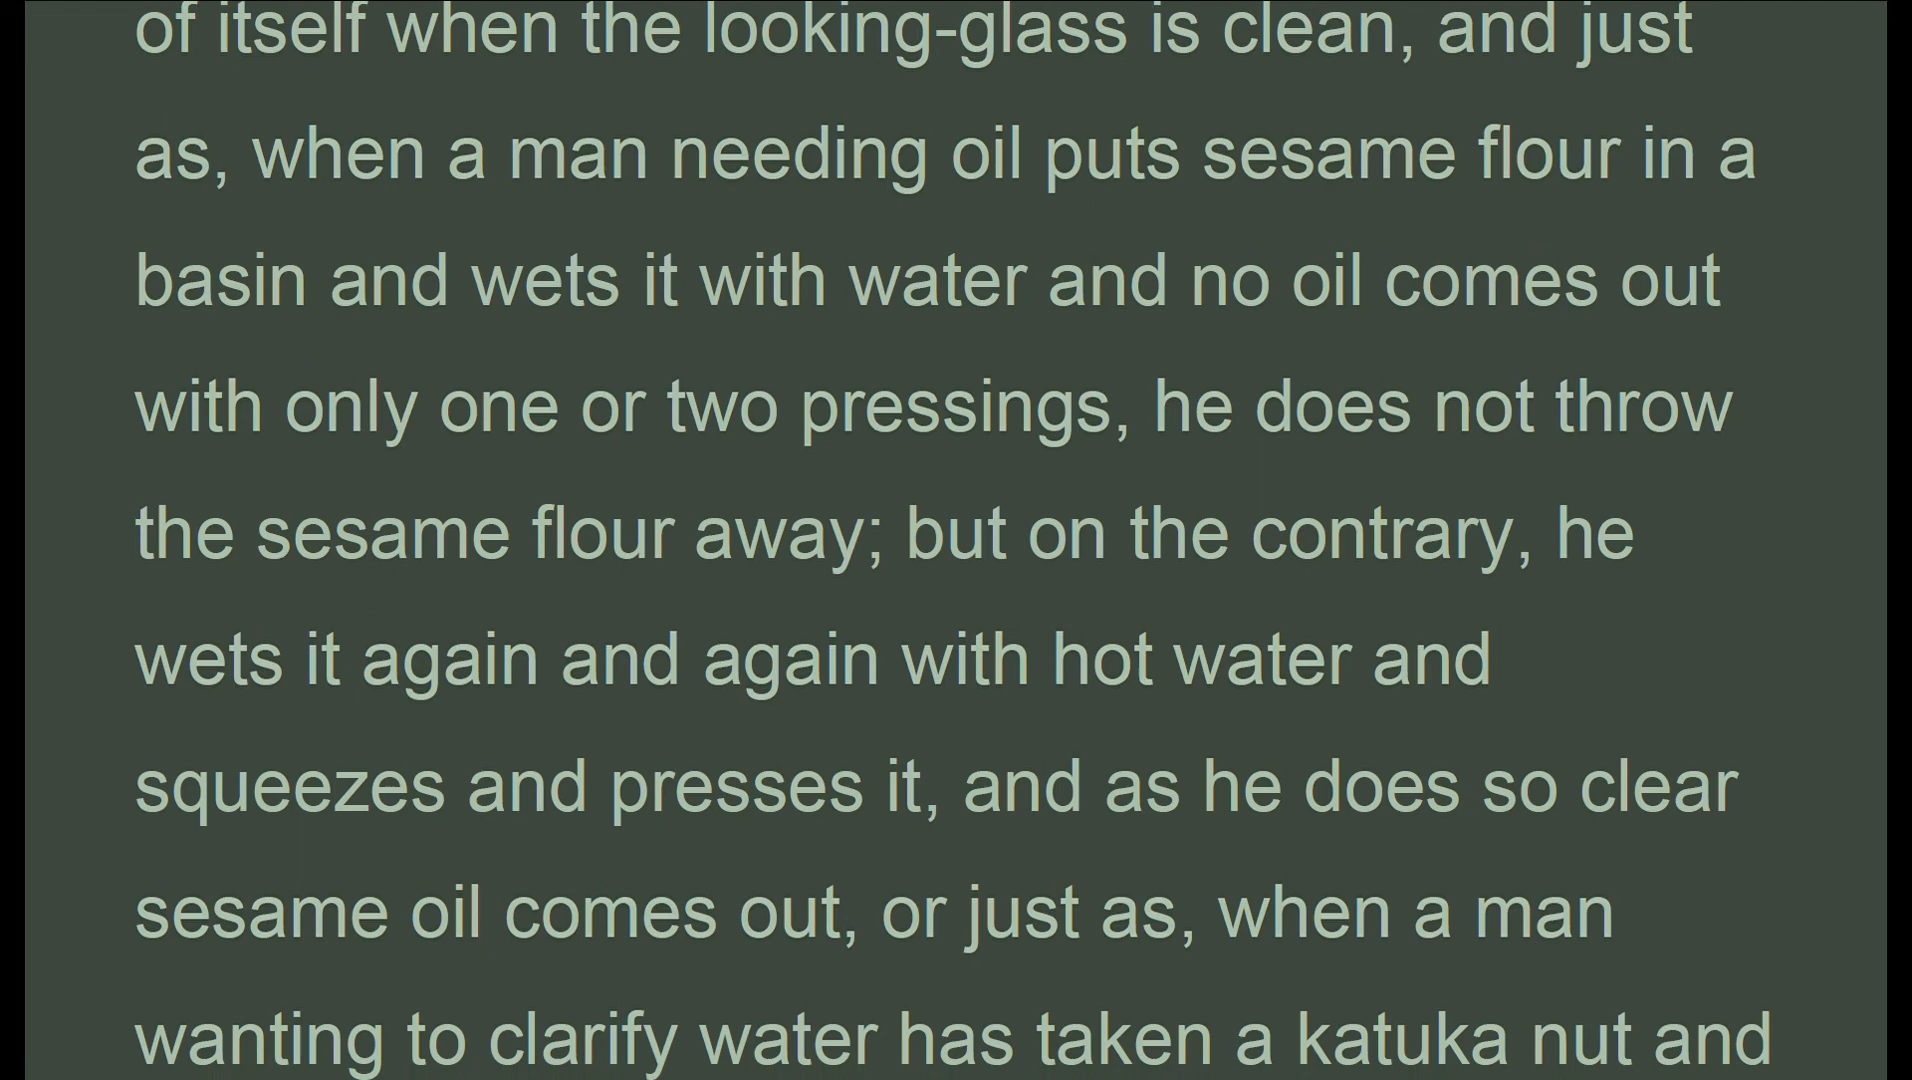 of itself when the looking-glass is clean, and just
as, when a man needing oil puts sesame flour in a
basin and wets it with water and no oil comes out
with only one or two pressings, he does not throw
the sesame flour away; but on the contrary, he
wets it again and again with hot water and
squeezes and presses it, and as he does so clear
sesame oil comes out, or just as, when a man
wanting to clarify water has taken a katuka nut and